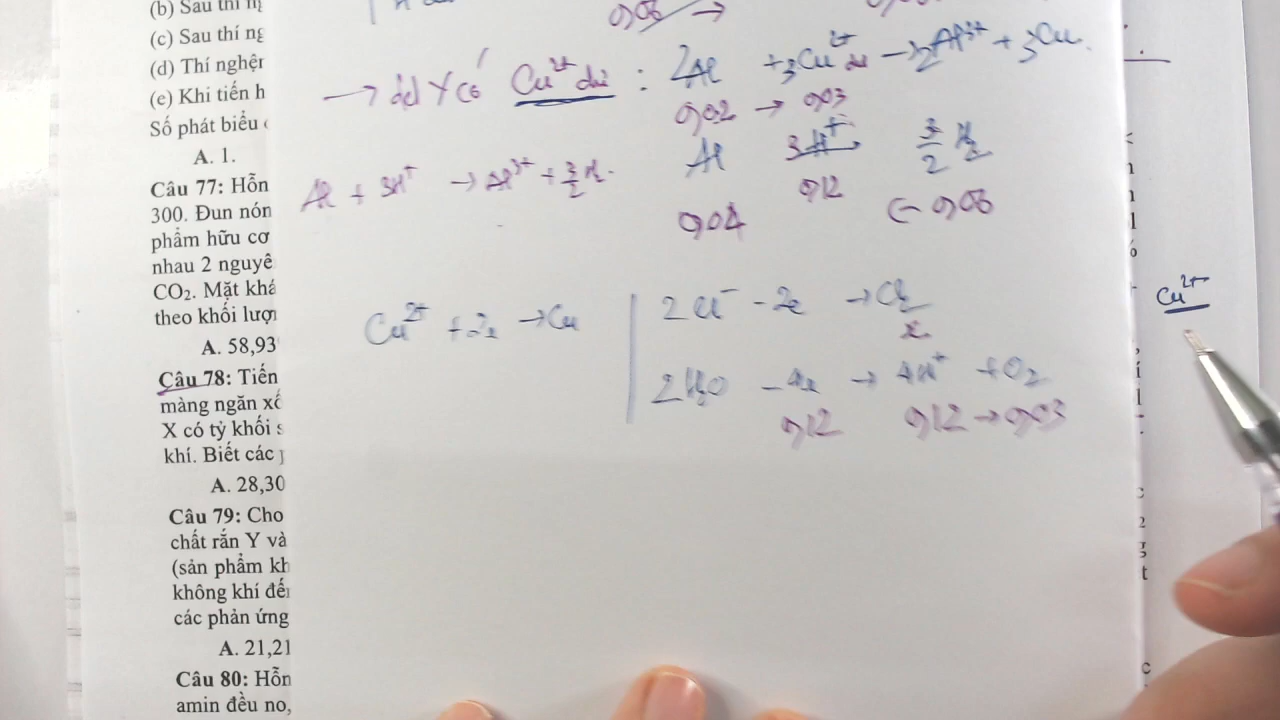 (b) Sau thí ng
(c) Sau thí ng
(d) Thí nghệr
(e) Khi tiến h
Số phát biểu
A. 1.
Câu 77: Hỗn
300. Đun nón
phẩm hữu cơ
nhau 2 nguyê
CO₂. Mặt khá
theo khối lượn
A. 58,93
Câu 78: Tiến
màng ngăn xố
X có tỷ khối s
khí. Biết các
A. 28,30
Câu 79: Cho
chất rắn Y và
(sản phẩm kh
không khí đến
các phản ứng
A. 21,21
Câu 80: Hỗn
amin đều no,
0,06 →
→ dd Y có Cu²⁺ dư : 2Al + 3Cu²⁺ dư → 2Al³⁺ + 3Cu.
0,02 → 0,03
Al 3H⁺ 3/2 H₂
Al + 3H⁺ → Al³⁺ + 3/2 H₂.
0,12
0,04 ← 0,06
Cu²⁺ + 2e → Cu
2Cl⁻ - 2e → Cl₂
x
2H₂O - 4e → 4H⁺ + O₂
0,12 0,12 → 0,03
Cu²⁺